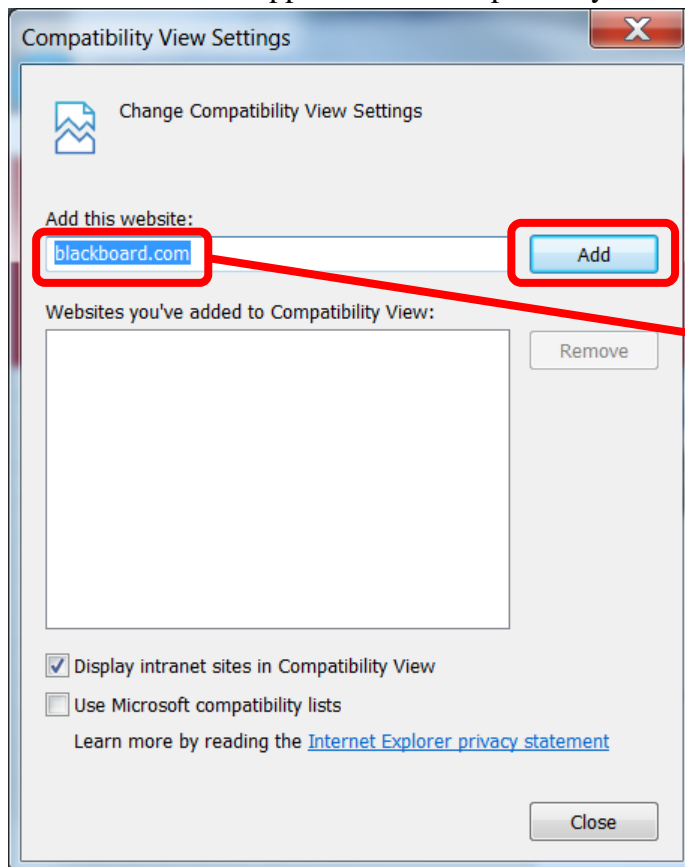 Compatibility View Settings
Change Compatibility View Settings
Add this website:
blackboard.com
Add
Websites you've added to Compatibility View:
Remove
Display intranet sites in Compatibility View
Use Microsoft compatibility lists
Learn more by reading the Internet Explorer privacy statement
Close